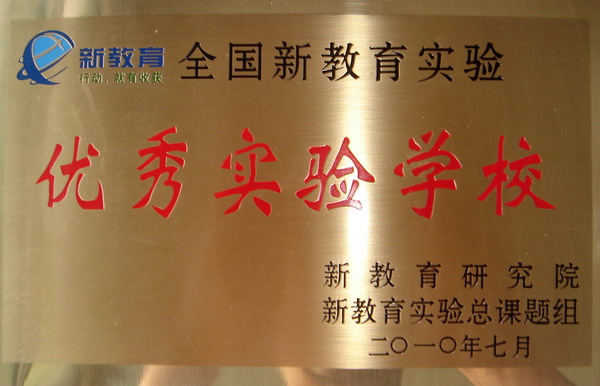 新教育 全国新教育实验
行动，就有收获
优秀实验学校
新教育研究院
新教育实验总课题组
二〇一〇年七月